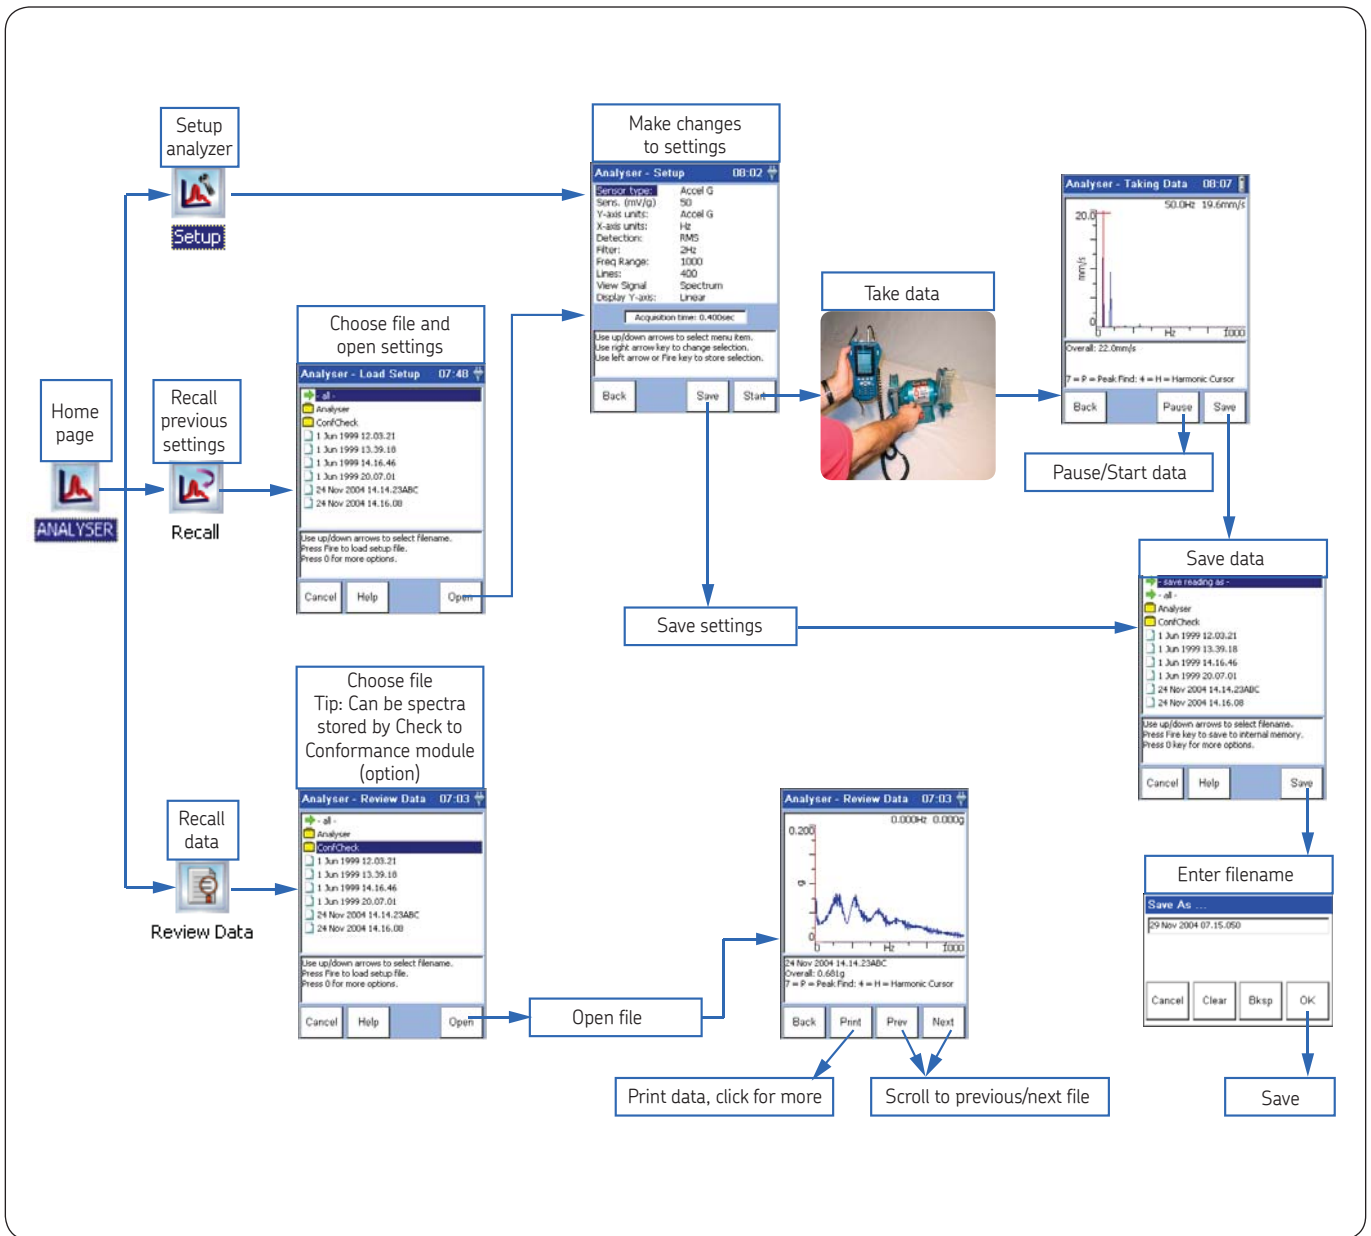 Setup
analyzer
Setup
Home
page
ANALYSER
Recall
previous
settings
Recall
Recall
data
Review Data
Choose file and
open settings
Analyser - Load Setup 07:48
- all -
Analyser
ConfCheck
1 Jun 1999 12.03.21
1 Jun 1999 13.39.18
1 Jun 1999 14.16.46
1 Jun 1999 20.07.01
24 Nov 2004 14.14.23ABC
24 Nov 2004 14.16.08
Use up/down arrows to select filename.
Press Fire to load setup file.
Press 0 for more options.
Cancel Help Open
Make changes
to settings
Analyser - Setup 08:02
Sensor type: Accel G
Sens. (mV/g) 50
Y-axis units: Accel G
X-axis units: Hz
Detection: RMS
Filter: 2Hz
Freq Range: 1000
Lines: 400
View Signal Spectrum
Display Y-axis: Linear
Acquisition time: 0.400sec
Use up/down arrows to select menu item.
Use right arrow key to change selection.
Use left arrow or Fire key to store selection.
Back Save Start
Take data
Analyser - Taking Data 08:07
50.0Hz 19.6mm/s
20.0
mm/s
0 Hz 1000
Overall: 22.0mm/s
7 = P = Peak Find: 4 = H = Harmonic Cursor
Back Pause Save
Pause/Start data
Save settings
Save data
- save reading as -
- all -
Analyser
ConfCheck
1 Jun 1999 12.03.21
1 Jun 1999 13.39.18
1 Jun 1999 14.16.46
1 Jun 1999 20.07.01
24 Nov 2004 14.14.23ABC
24 Nov 2004 14.16.08
Use up/down arrows to select filename.
Press Fire key to save to internal memory.
Press 0 key for more options.
Cancel Help Save
Enter filename
Save As ...
29 Nov 2004 07.15.050
Cancel Clear Bksp OK
Save
Choose file
Tip: Can be spectra
stored by Check to
Conformance module
(option)
Analyser - Review Data 07:03
- all -
Analyser
ConfCheck
1 Jun 1999 12.03.21
1 Jun 1999 13.39.18
1 Jun 1999 14.16.46
1 Jun 1999 20.07.01
24 Nov 2004 14.14.23ABC
24 Nov 2004 14.16.08
Use up/down arrows to select filename.
Press Fire to load setup file.
Press 0 for more options.
Cancel Help Open
Open file
Analyser - Review Data 07:03
0.000Hz 0.000g
0.200
g
0 Hz 1000
24 Nov 2004 14.14.23ABC
Overall: 0.681g
7 = P = Peak Find: 4 = H = Harmonic Cursor
Back Print Prev Next
Print data, click for more
Scroll to previous/next file